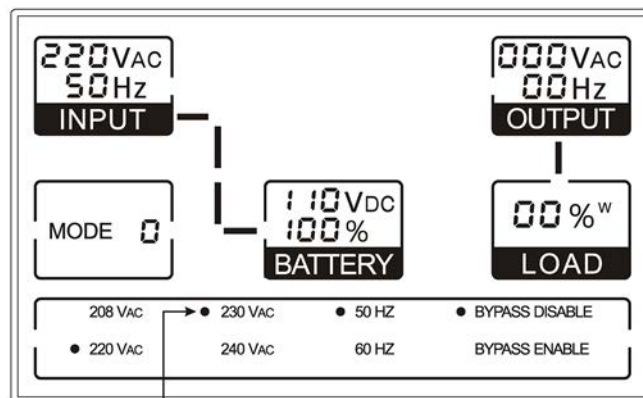 220VAC
50Hz
INPUT
000VAC
00Hz
OUTPUT
MODE 0
110VDC
100%
BATTERY
00%W
LOAD
208 VAC
● 230 VAC
● 50 HZ
● BYPASS DISABLE
● 220 VAC
240 VAC
60 HZ
BYPASS ENABLE